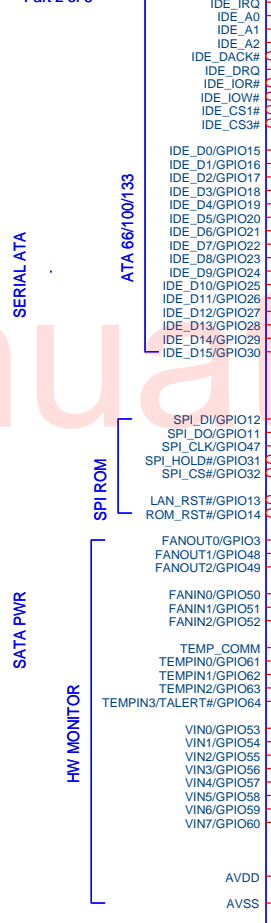 IDE_IRQ
IDE_A0
IDE_A1
IDE_A2
IDE_DACK#
IDE_DRQ
IDE_IOR#
IDE_IOW#
IDE_CS1#
IDE_CS3#
IDE_D0/GPIO15
IDE_D1/GPIO16
IDE_D2/GPIO17
IDE_D3/GPIO18
IDE_D4/GPIO19
IDE_D5/GPIO20
IDE_D6/GPIO21
IDE_D7/GPIO22
IDE_D8/GPIO23
IDE_D9/GPIO24
IDE_D10/GPIO25
IDE_D11/GPIO26
IDE_D12/GPIO27
IDE_D13/GPIO28
IDE_D14/GPIO29
IDE_D15/GPIO30
ATA 66/100/133
SERIAL ATA
SPI_DI/GPIO12
SPI_DO/GPIO11
SPI_CLK/GPIO47
SPI_HOLD#/GPIO31
SPI_CS#/GPIO32
LAN_RST#/GPIO13
ROM_RST#/GPIO14
SPI ROM
FANOUT0/GPIO3
FANOUT1/GPIO48
FANOUT2/GPIO49
FANIN0/GPIO50
FANIN1/GPIO51
FANIN2/GPIO52
TEMP_COMM
TEMPIN0/GPIO61
TEMPIN1/GPIO62
TEMPIN2/GPIO63
TEMPIN3/TALERT#/GPIO64
VIN0/GPIO53
VIN1/GPIO54
VIN2/GPIO55
VIN3/GPIO56
VIN4/GPIO57
VIN5/GPIO58
VIN6/GPIO59
VIN7/GPIO60
AVDD
AVSS
HW MONITOR
SATA PWR